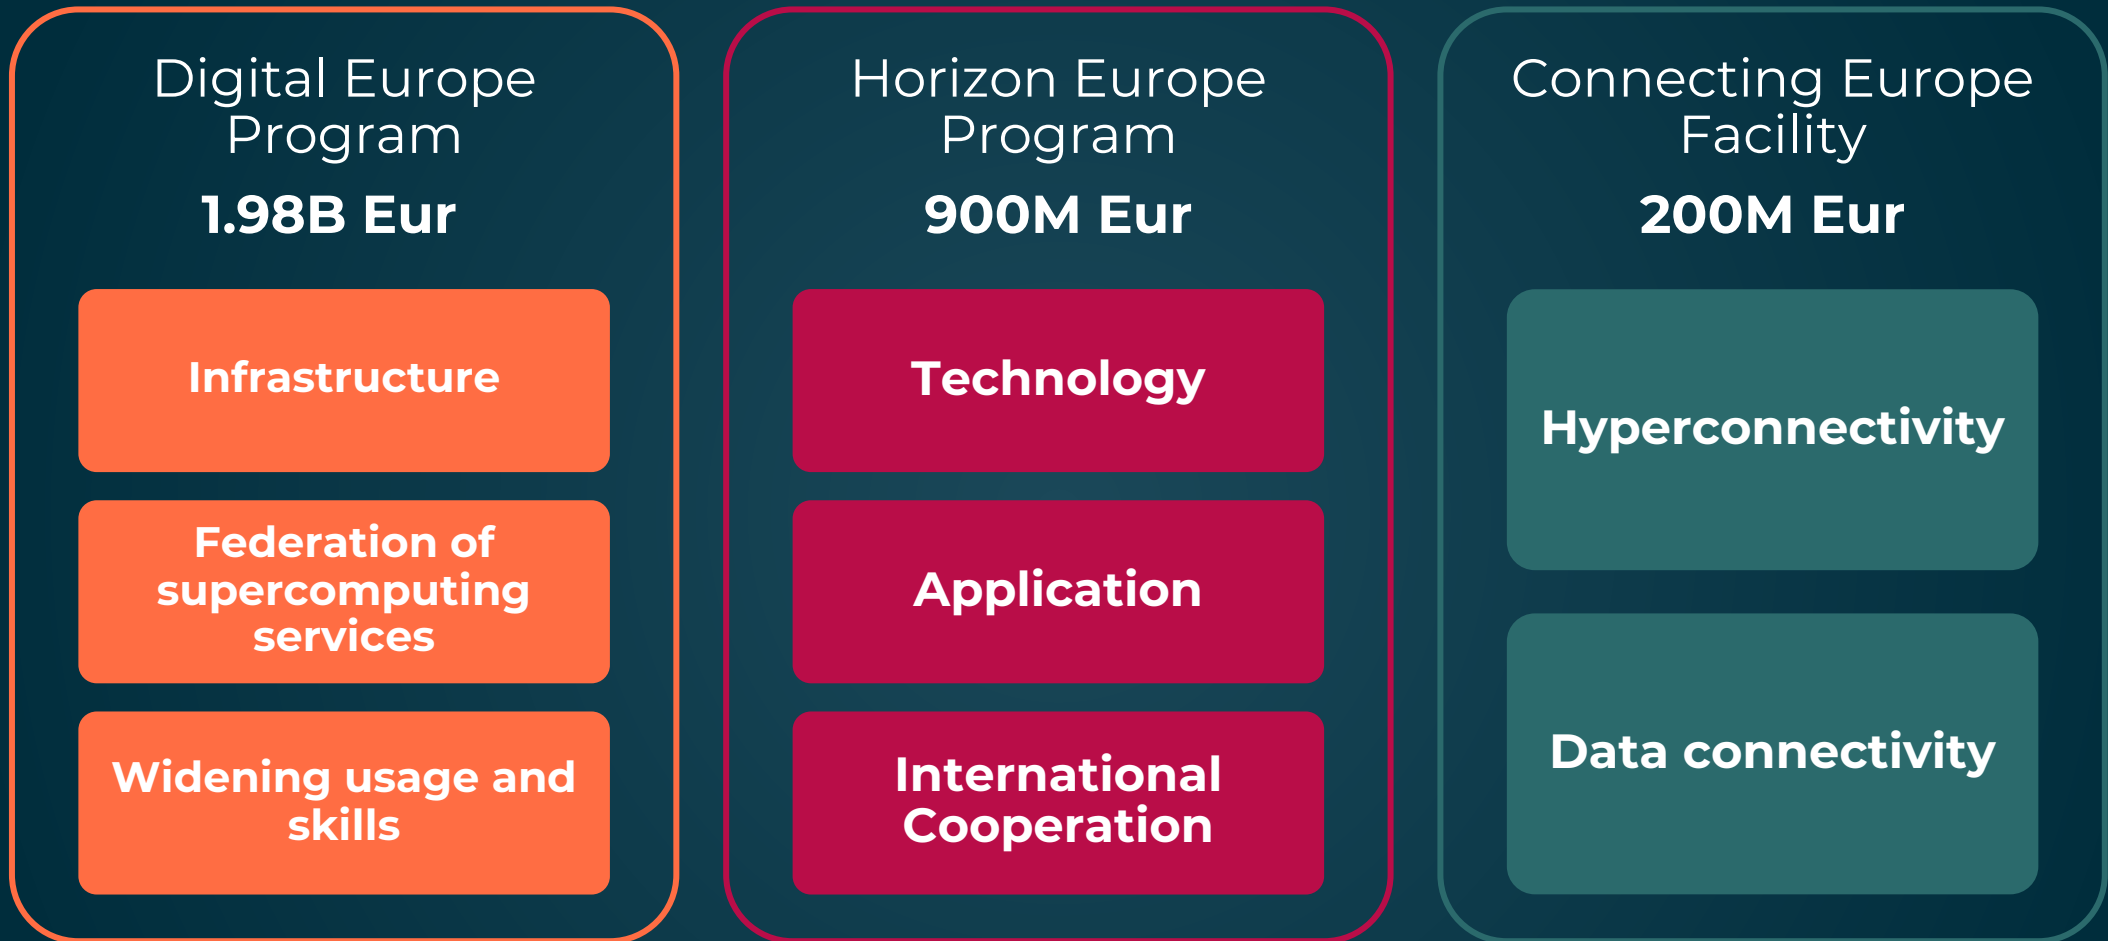 Digital Europe
Program
1.98B Eur
Infrastructure
Federation of
supercomputing
services
Widening usage and
skills
Horizon Europe
Program
900M Eur
Technology
Application
International
Cooperation
Connecting Europe
Facility
200M Eur
Hyperconnectivity
Data connectivity